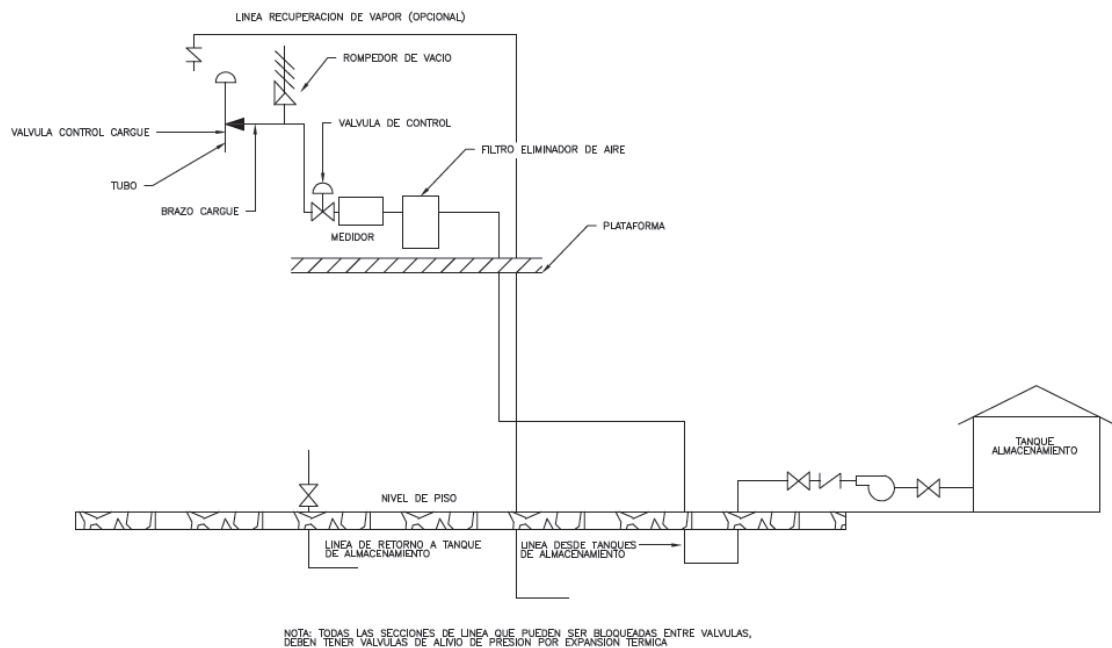 LINEA RECUPERACION DE VAPOR (OPCIONAL)
ROMPEDOR DE VACIO
VALVULA DE CONTROL
VALVULA CONTROL CARGUE
FILTRO ELIMINADOR DE AIRE
TUBO
BRAZO CARGUE
MEDIDOR
PLATAFORMA
TANQUE
ALMACENAMIENTO
NIVEL DE PISO
LINEA DE RETORNO A TANQUE
DE ALMACENAMIENTO
LINEA DESDE TANQUES
DE ALMACENAMIENTO
NOTA: TODAS LAS SECCIONES DE LINEA QUE PUEDEN SER BLOQUEADAS ENTRE VALVULAS,
DEBEN TENER VALVULAS DE ALIVIO DE PRESION POR EXPANSION TERMICA